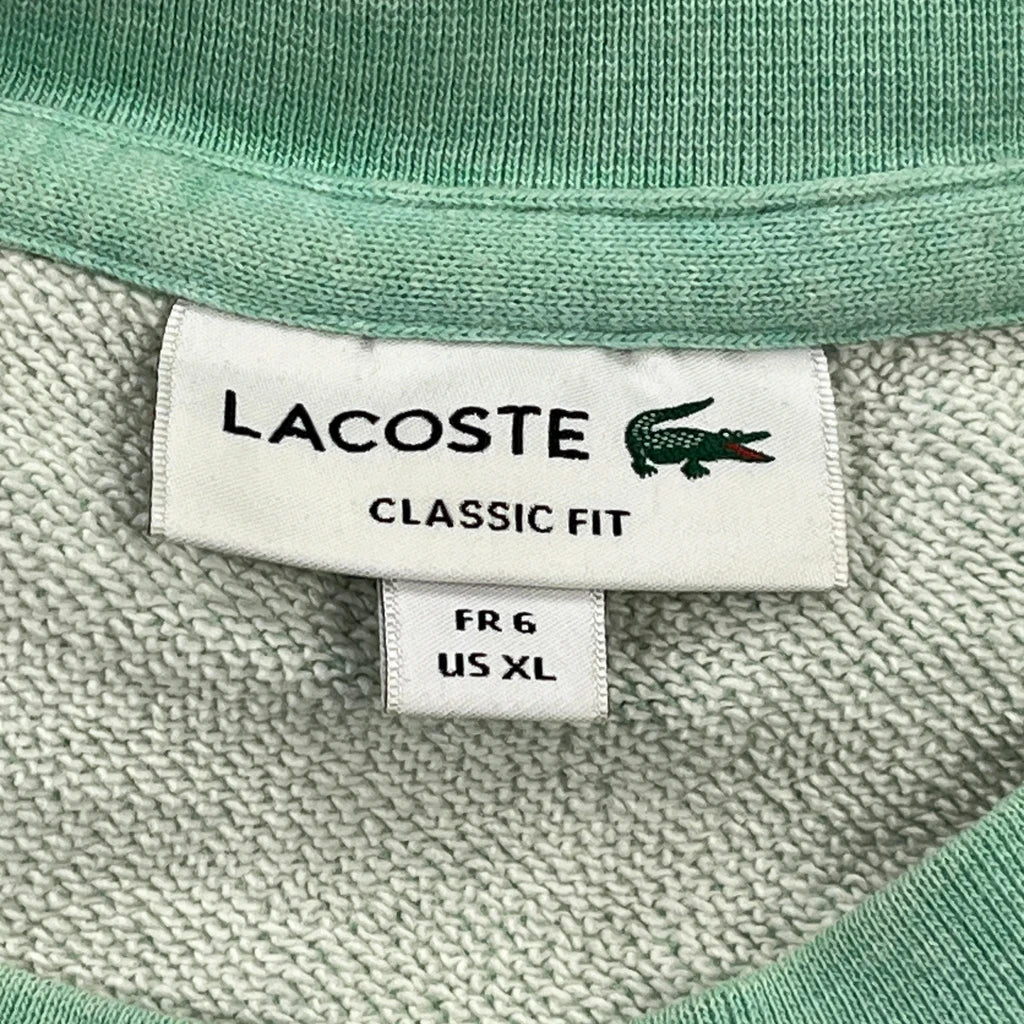 LACOSTE
CLASSIC FIT
FR 6
US XL